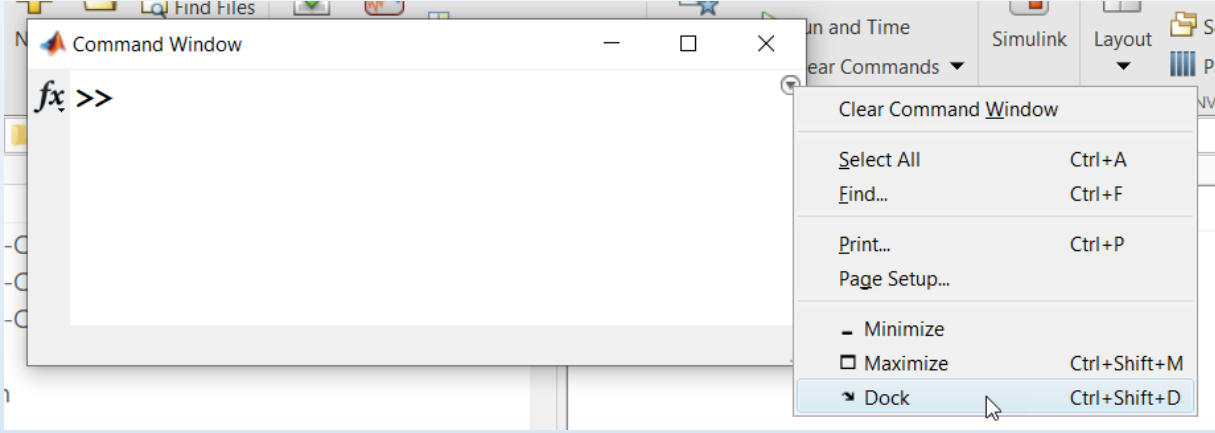 Find Files
Command Window
un and Time
ear Commands
Simulink
Layout
fx >>
Clear Command Window
Select All Ctrl+A
Find... Ctrl+F
Print... Ctrl+P
Page Setup...
Minimize
Maximize Ctrl+Shift+M
Dock Ctrl+Shift+D